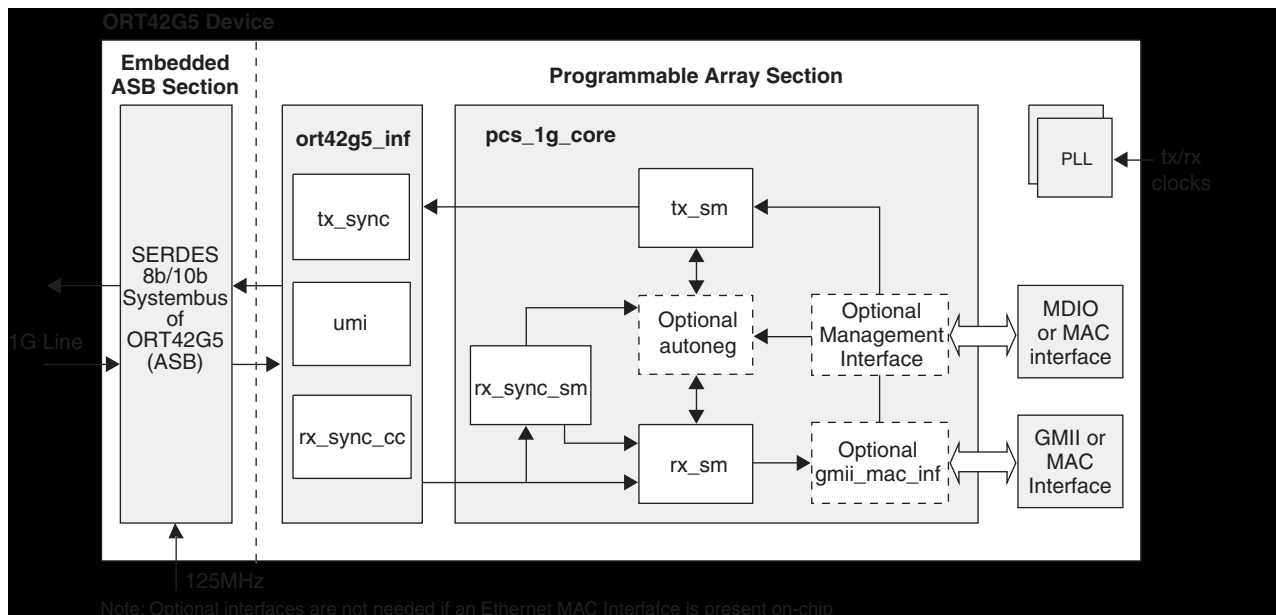 ORT42G5 Device
Embedded
ASB Section
Programmable Array Section
ort42g5_inf
pcs_1g_core
PLL
tx/rx
clocks
tx_sync
tx_sm
SERDES
8b/10b
Systembus
of
ORT42G5
(ASB)
1G Line
umi
Optional
autoneg
Optional
Management
Interface
MDIO
or MAC
interface
rx_sync_sm
rx_sync_cc
rx_sm
Optional
gmii_mac_inf
GMII or
MAC
Interface
125MHz
Note: Optional interfaces are not needed if an Ethernet MAC Interfafce is present on-chip